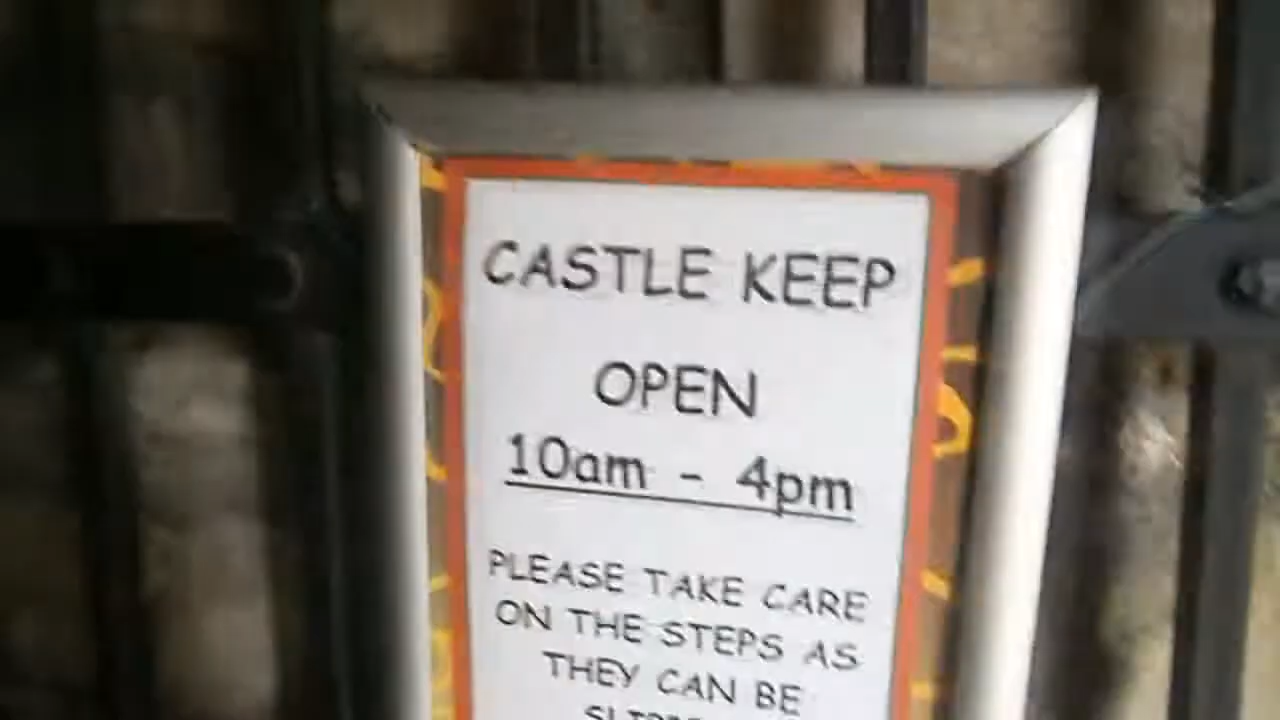 CASTLE KEEP
OPEN
10am - 4pm
PLEASE TAKE CARE
ON THE STEPS AS
THEY CAN BE